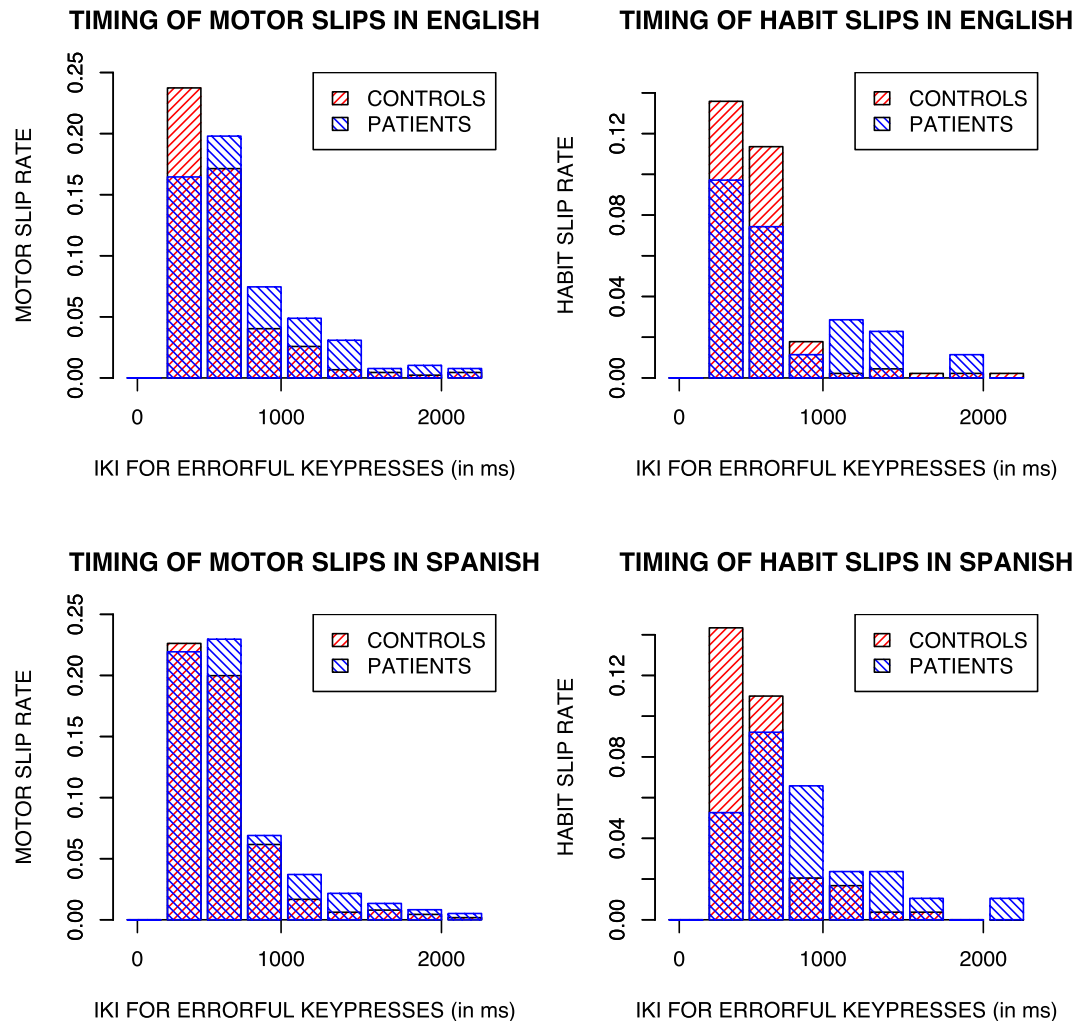 TIMING OF MOTOR SLIPS IN ENGLISH
MOTOR SLIP RATE
0.25
0.20
0.15
0.10
0.05
0.00
CONTROLS
PATIENTS
0 1000 2000
IKI FOR ERRORFUL KEYPRESSES (in ms)
TIMING OF HABIT SLIPS IN ENGLISH
HABIT SLIP RATE
0.12
0.08
0.04
0.00
CONTROLS
PATIENTS
0 1000 2000
IKI FOR ERRORFUL KEYPRESSES (in ms)
TIMING OF MOTOR SLIPS IN SPANISH
MOTOR SLIP RATE
0.25
0.20
0.15
0.10
0.05
0.00
CONTROLS
PATIENTS
0 1000 2000
IKI FOR ERRORFUL KEYPRESSES (in ms)
TIMING OF HABIT SLIPS IN SPANISH
HABIT SLIP RATE
0.12
0.08
0.04
0.00
CONTROLS
PATIENTS
0 1000 2000
IKI FOR ERRORFUL KEYPRESSES (in ms)